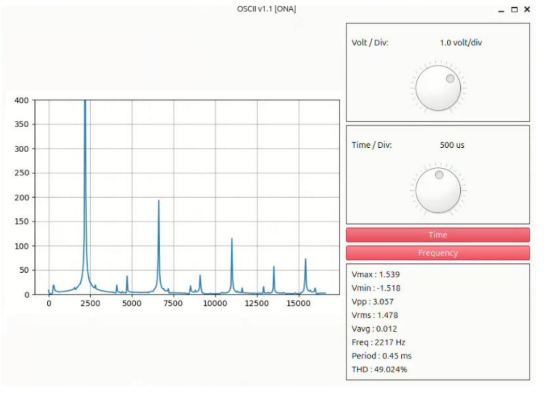 OSCII v1.1 [ONA]
Volt / Div: 1.0 volt/div
Time / Div: 500 us
Time
Frequency
Vmax : 1.539
Vmin : -1.518
Vpp : 3.057
Vrms : 1.478
Vavg : 0.012
Freq : 2217 Hz
Period : 0.45 ms
THD : 49.024%
400
350
300
250
200
150
100
50
0
0 2500 5000 7500 10000 12500 15000